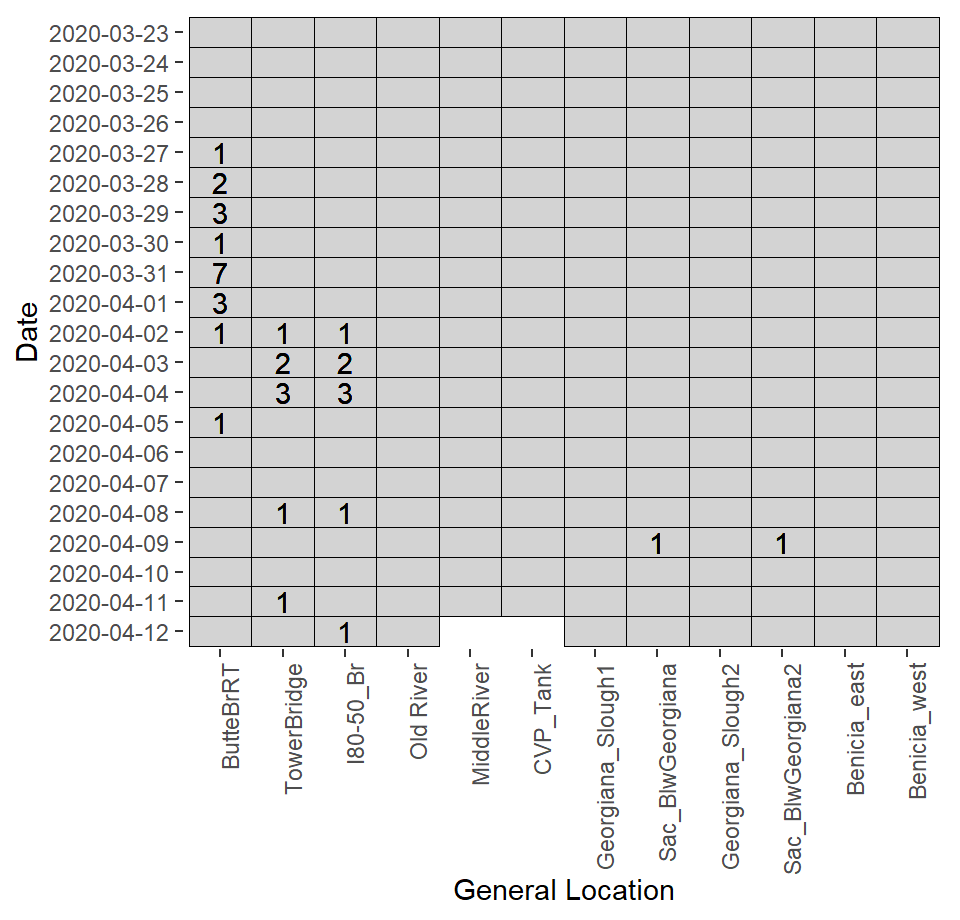 Date
2020-03-23
2020-03-24
2020-03-25
2020-03-26
2020-03-27 1
2020-03-28 2
2020-03-29 3
2020-03-30 1
2020-03-31 7
2020-04-01 3
2020-04-02 1 1 1
2020-04-03 2 2
2020-04-04 3 3
2020-04-05 1
2020-04-06
2020-04-07
2020-04-08 1 1
2020-04-09 1 1
2020-04-10
2020-04-11 1
2020-04-12 1
ButteBrRT
TowerBridge
I80-50_Br
Old River
MiddleRiver
CVP_Tank
Georgiana_Slough1
Sac_BlwGeorgiana
Georgiana_Slough2
Sac_BlwGeorgiana2
Benicia_east
Benicia_west
General Location